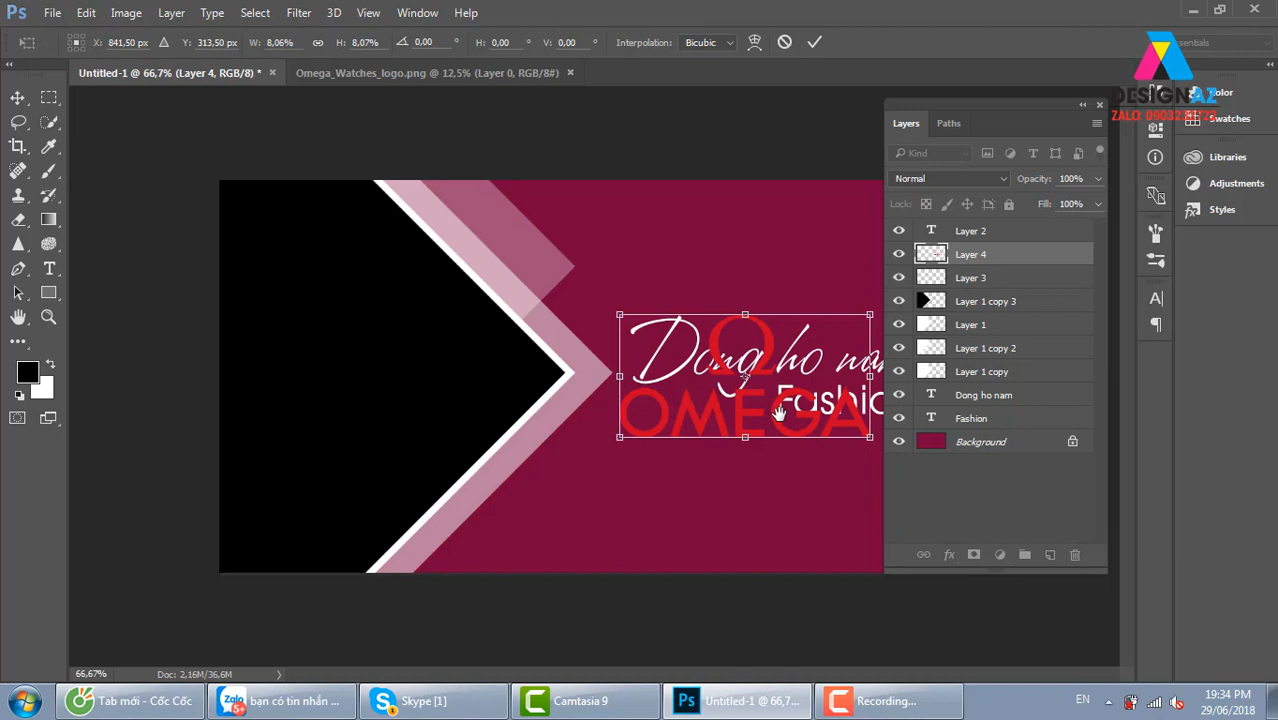 Ps File Edit Image Layer Type Select Filter 3D View Window Help
X: 841,50 px Y: 313,50 px W: 8,06% H: 8,07% 0,00 ° H: 0,00 ° V: 0,00 ° Interpolation: Bicubic
Untitled-1 @ 66,7% (Layer 4, RGB/8) * × Omega_Watches_logo.png @ 12,5% (Layer 0, RGB/8#) ×
DESIGNAZ
Color
Swatches
Libraries
Adjustments
Styles
Layers Paths
Kind
Normal Opacity: 100%
Lock: Fill: 100%
T Layer 2
Layer 4
Layer 3
Layer 1 copy 3
Layer 1
Layer 1 copy 2
Layer 1 copy
T Dong ho nam
T Fashion
Background
Dong ho nam
Ω
OMEGA
Fashio
66,67% Doc: 2,16M/36,6M
Tab mới - Cốc Cốc
bạn có tin nhắn ...
Skype [1]
Camtasia 9
Untitled-1 @ 66,7...
Recording...
EN
19:34 PM
29/06/2018